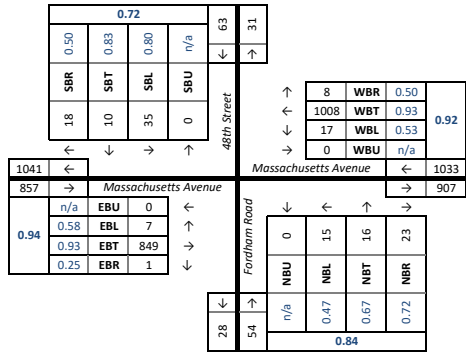 0.72
63 31
0.50 0.83 0.80 n/a
↓ ↑
SBR SBT SBL SBU
18 10 35 0
48th Street
← ↓ → ↑
↑ 8 WBR 0.50
← 1008 WBT 0.93
↓ 17 WBL 0.53
→ 0 WBU n/a
0.92
1041 ← Massachusetts Avenue ← 1033
857 → Massachusetts Avenue → 907
n/a EBU 0 ←
0.58 EBL 7 ↑
0.93 EBT 849 →
0.25 EBR 1 ↓
0.94
Fordham Road
↓ ← ↑ →
0 15 16 23
NBU NBL NBT NBR
n/a 0.47 0.67 0.72
↓ ↑
28 54
0.84